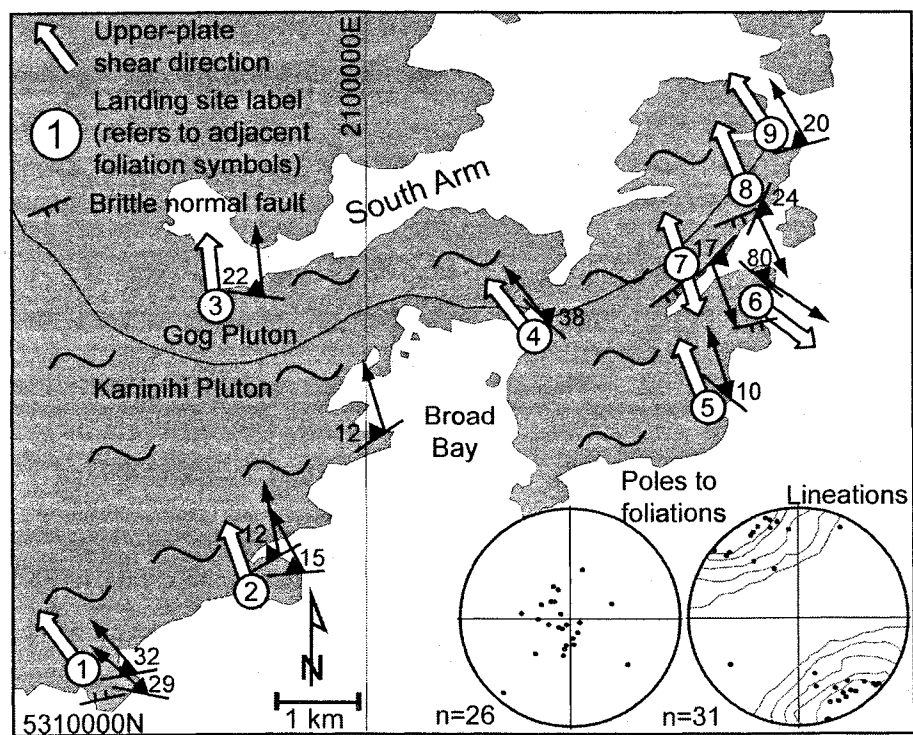 Upper-plate
shear direction
1
Landing site label
(refers to adjacent
foliation symbols)
Brittle normal fault
2100000E
South Arm
9
20
8
24
7
17
80
6
22
3
Gog Pluton
4
38
Kaninihi Pluton
5
10
12
Broad
Bay
12
15
2
1
32
29
N
1 km
5310000N
Poles to
foliations
Lineations
n=26
n=31